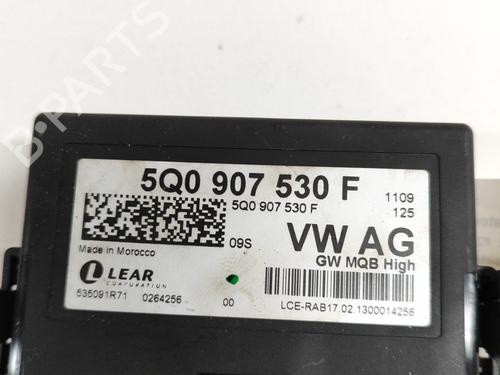 5Q0 907 530 F
5Q0 907 530 F
1109
125
09S
VW AG
GW MQB High
Made in Morocco
LEAR
CORPORATION
535091R71 0264256 00
LCE-RAB17.02.1300014256
B-PARTS